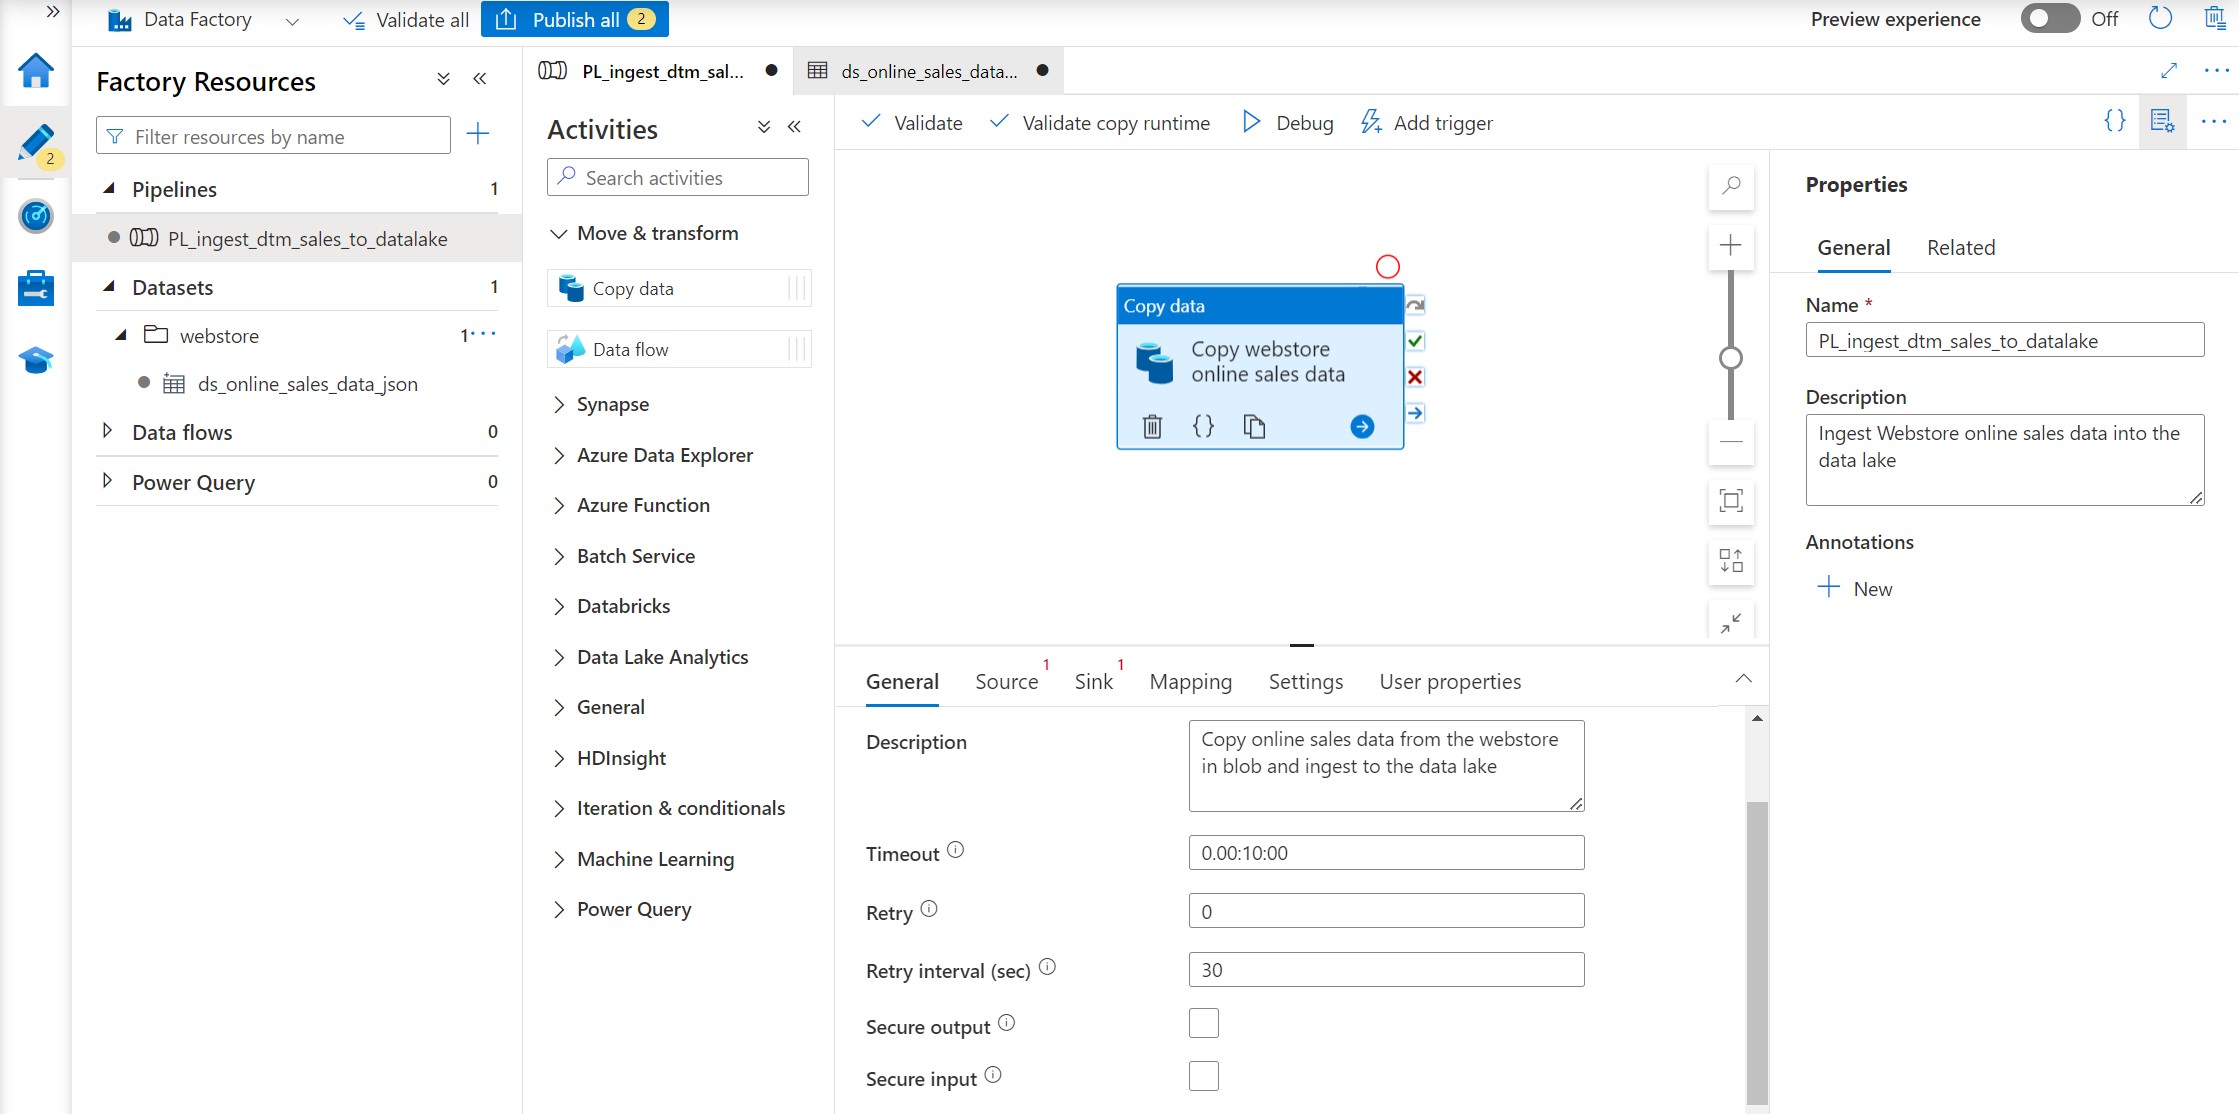 Data Factory
Validate all
Publish all 2
Preview experience
Off
2
Factory Resources
Filter resources by name
Pipelines 1
PL_ingest_dtm_sales_to_datalake
Datasets 1
webstore 1
ds_online_sales_data_json
Data flows 0
Power Query 0
PL_ingest_dtm_sal...
ds_online_sales_data...
Activities
Search activities
Move & transform
Copy data
Data flow
Synapse
Azure Data Explorer
Azure Function
Batch Service
Databricks
Data Lake Analytics
General
HDInsight
Iteration & conditionals
Machine Learning
Power Query
Validate
Validate copy runtime
Debug
Add trigger
Copy data
Copy webstore
online sales data
General
Source 1
Sink 1
Mapping
Settings
User properties
Description
Copy online sales data from the webstore
in blob and ingest to the data lake
Timeout
0.00:10:00
Retry
0
Retry interval (sec)
30
Secure output
Secure input
Properties
General
Related
Name *
PL_ingest_dtm_sales_to_datalake
Description
Ingest Webstore online sales data into the
data lake
Annotations
New